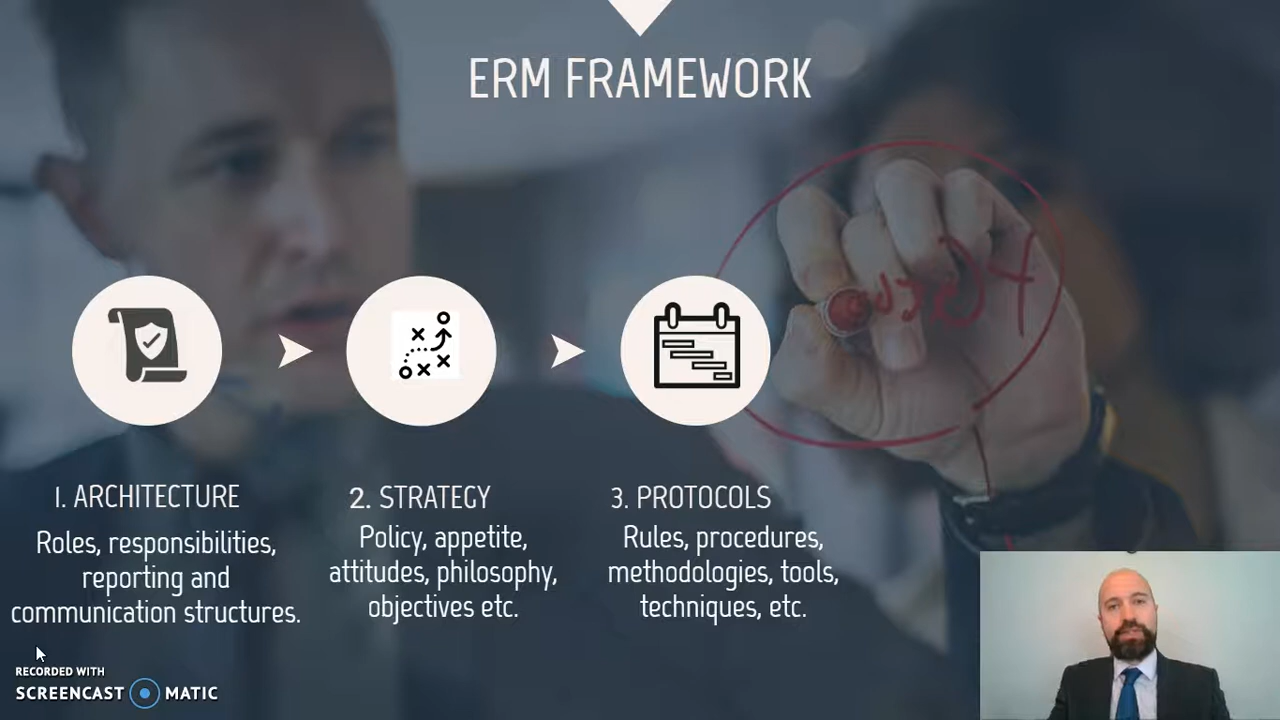 ERM FRAMEWORK
1. ARCHITECTURE
Roles, responsibilities,
reporting and
communication structures.
2. STRATEGY
Policy, appetite,
attitudes, philosophy,
objectives etc.
3. PROTOCOLS
Rules, procedures,
methodologies, tools,
techniques, etc.
RECORDED WITH
SCREENCAST MATIC